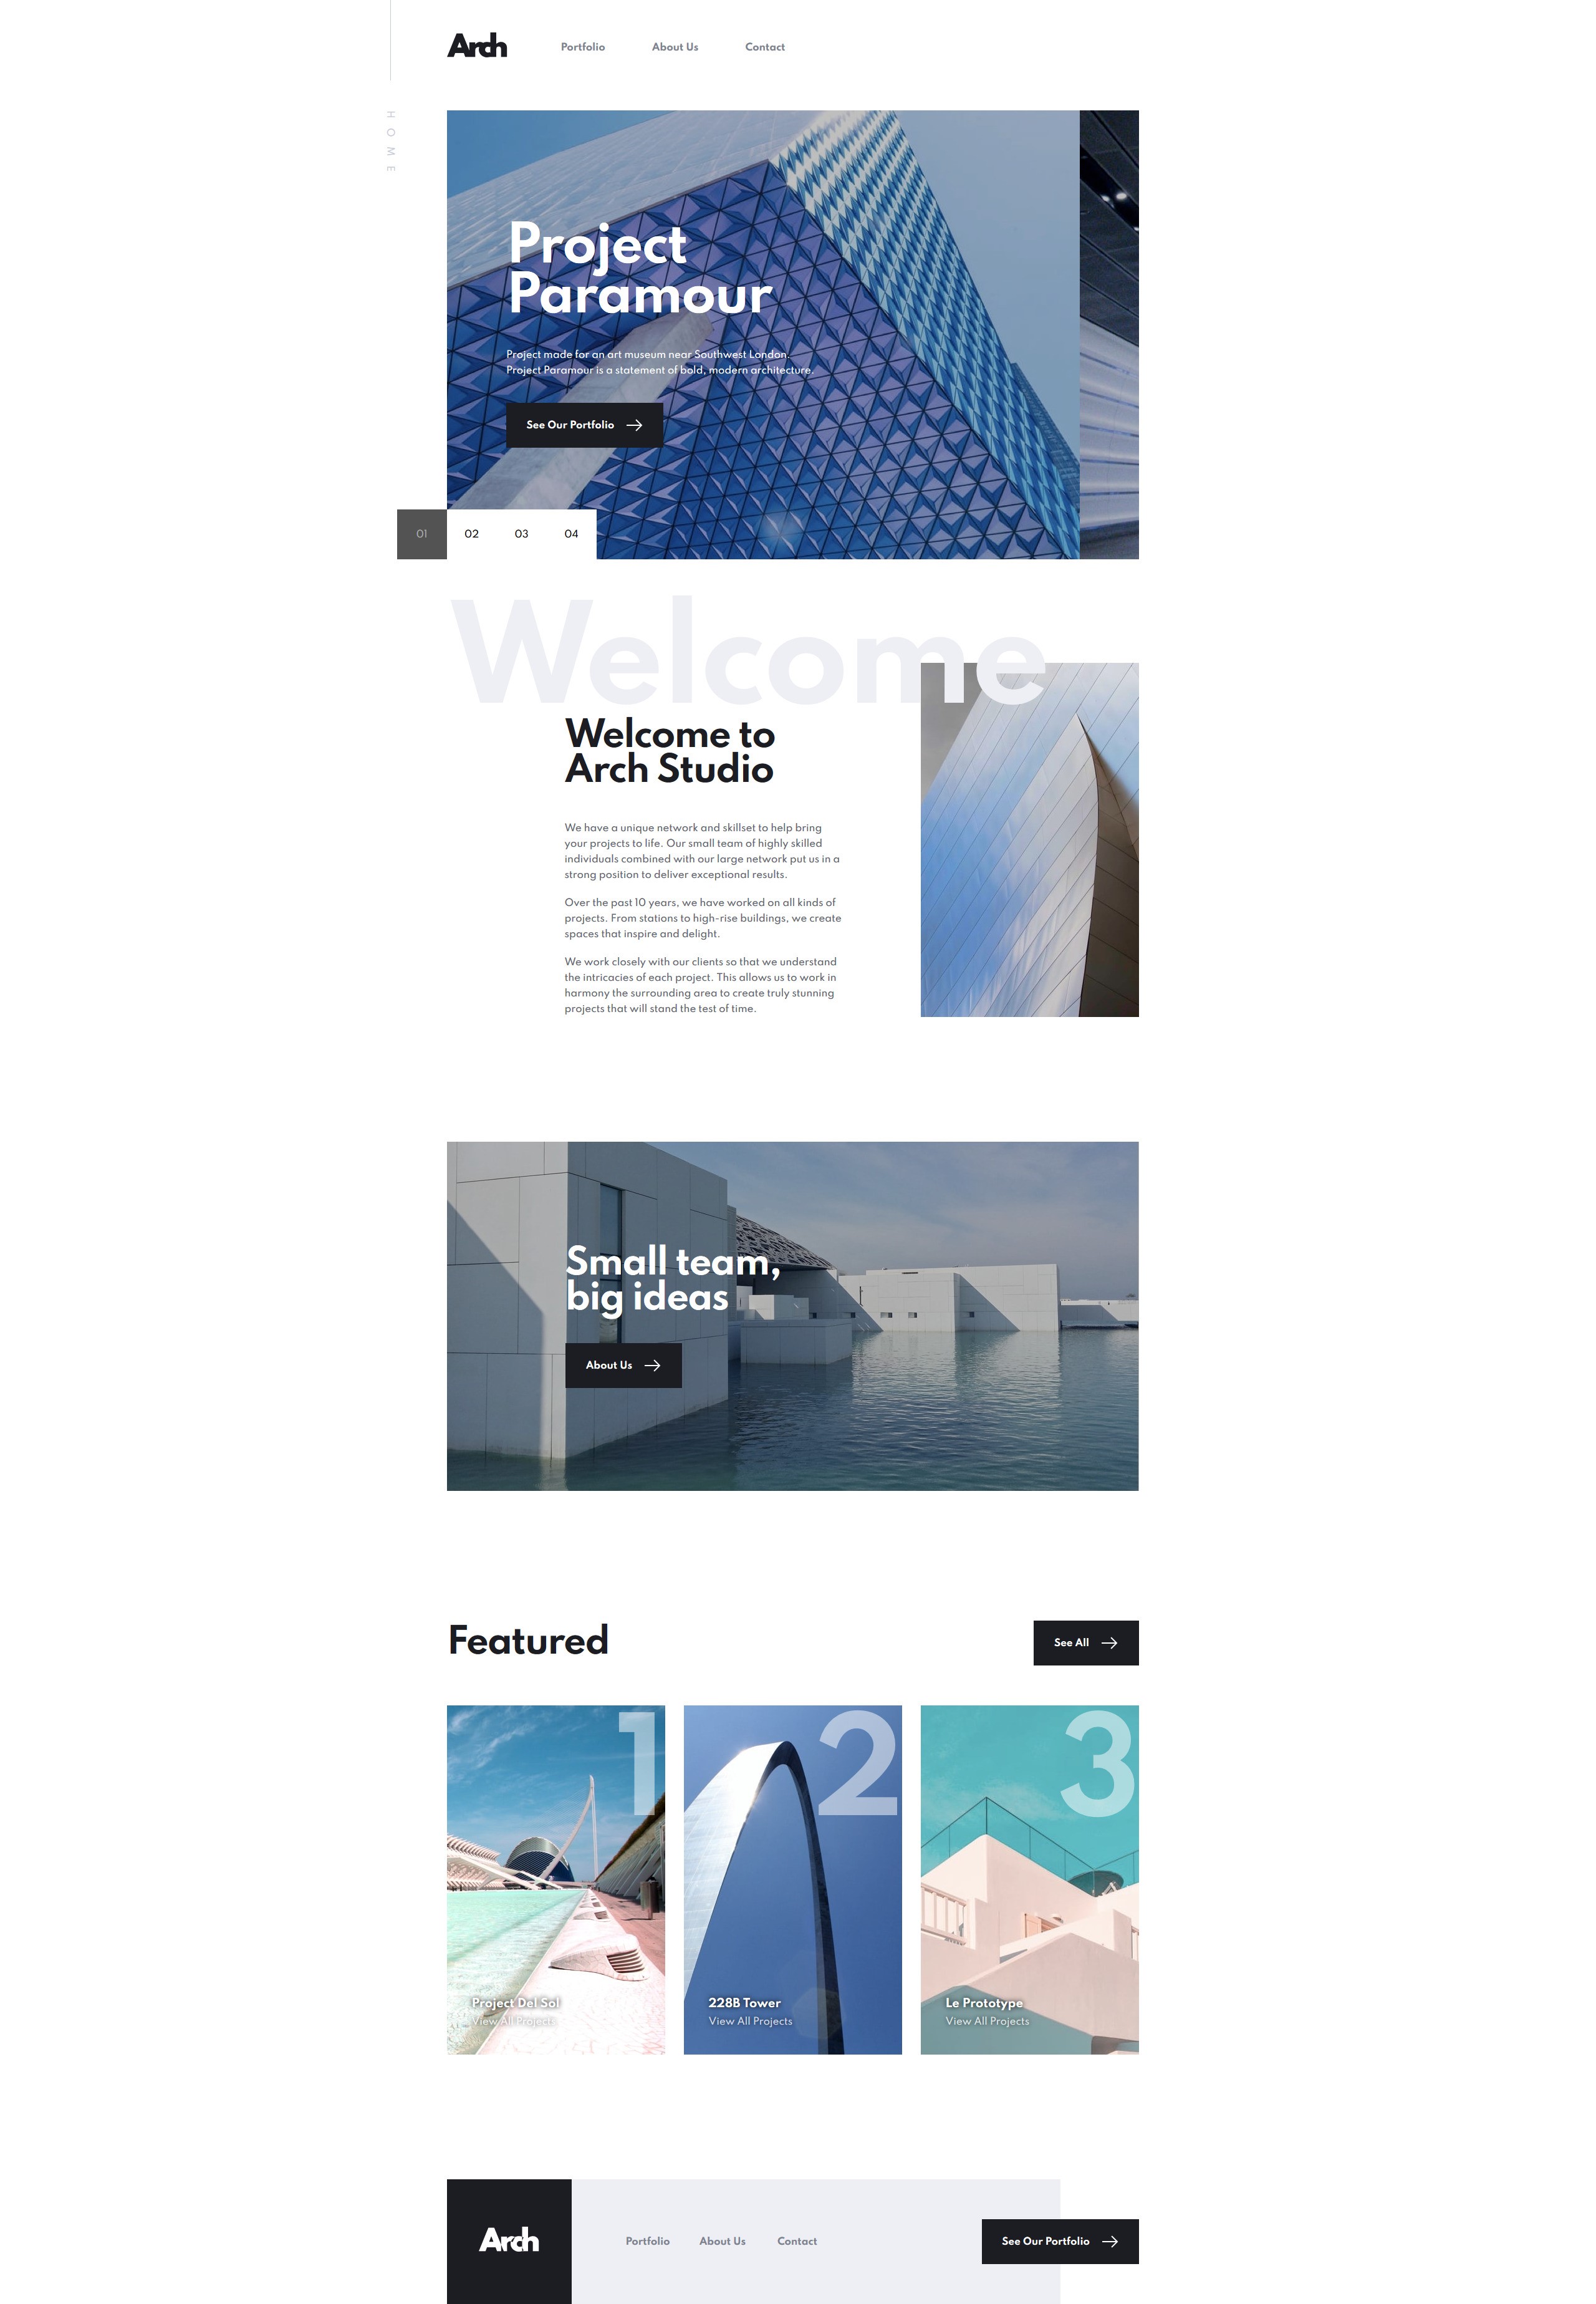 Arch
Portfolio
About Us
Contact
HOME
Project
Paramour
Project made for an art museum near Southwest London.
Project Paramour is a statement of bold, modern architecture.
See Our Portfolio
01
02
03
04
Welcome
Welcome to
Arch Studio
We have a unique network and skillset to help bring
your projects to life. Our small team of highly skilled
individuals combined with our large network put us in a
strong position to deliver exceptional results.
Over the past 10 years, we have worked on all kinds of
projects. From stations to high-rise buildings, we create
spaces that inspire and delight.
We work closely with our clients so that we understand
the intricacies of each project. This allows us to work in
harmony the surrounding area to create truly stunning
projects that will stand the test of time.
Small team,
big ideas
About Us
Featured
See All
1
Project Del Sol
View All Projects
2
228B Tower
View All Projects
3
Le Prototype
View All Projects
Arch
Portfolio
About Us
Contact
See Our Portfolio